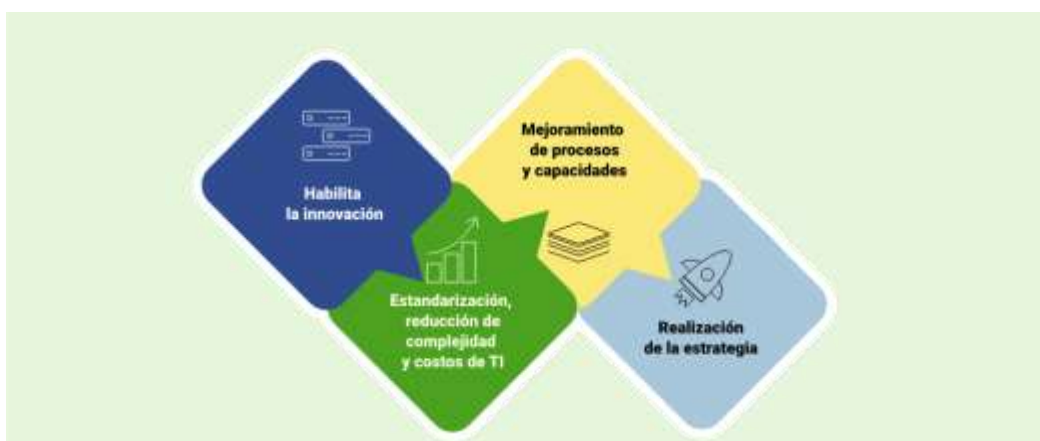 Habilita
la innovación
Estandarización,
reducción de
complejidad
y costos de TI
Mejoramiento
de procesos
y capacidades
Realización
de la estrategia